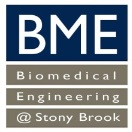 BME
Biomedical
Engineering
@ Stony Brook